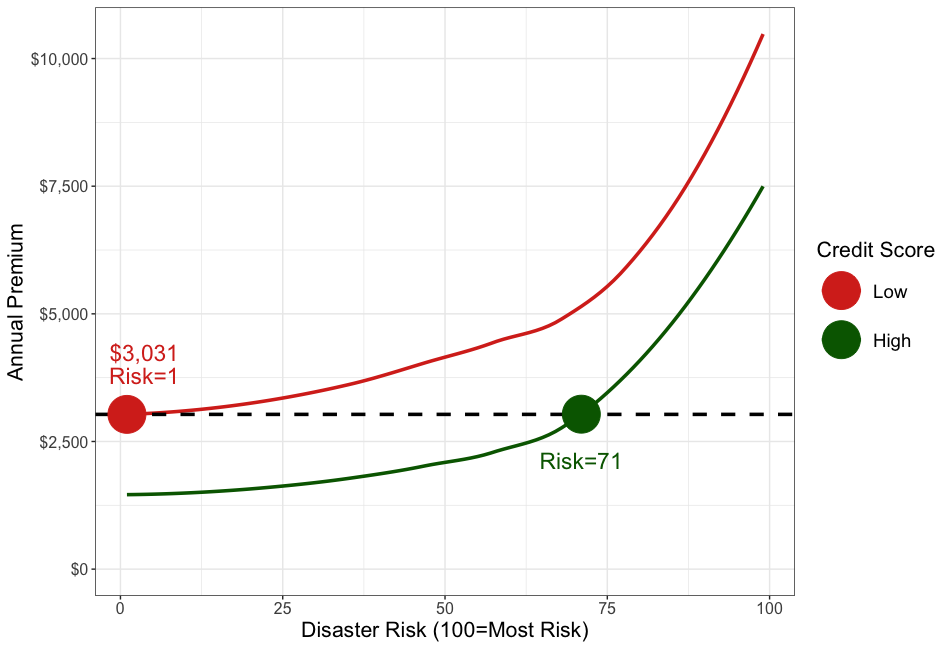 Annual Premium
$10,000
$7,500
$5,000
$2,500
$0
$3,031
Risk=1
Risk=71
0
25
50
75
100
Disaster Risk (100=Most Risk)
Credit Score
Low
High